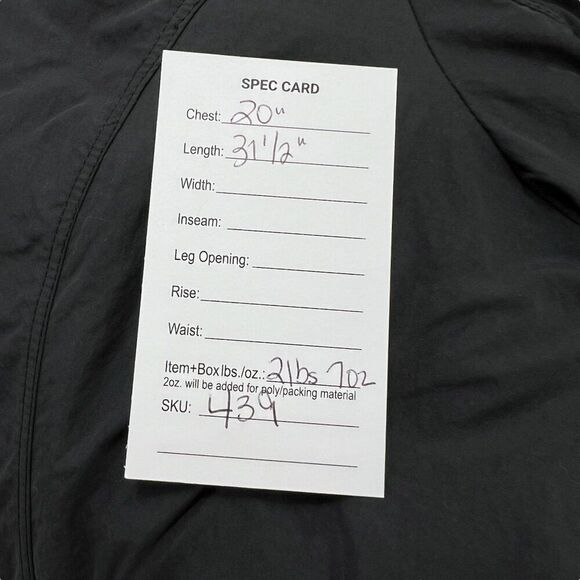 SPEC CARD
Chest: 20"
Length: 31 1/2"
Width:
Inseam:
Leg Opening:
Rise:
Waist:
Item+Box lbs./oz.: 2lbs 7oz
2oz. will be added for poly/packing material
SKU: 439